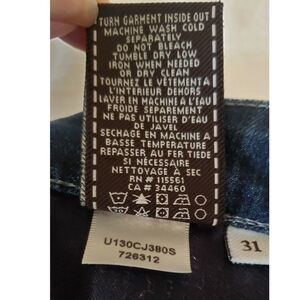 TURN GARMENT INSIDE OUT
MACHINE WASH COLD
SEPARATELY
DO NOT BLEACH
TUMBLE DRY LOW
IRON WHEN NEEDED
OR DRY CLEAN
TOURNEZ LE VÊTEMENTA
L'INTERIEUR DEHORS
LAVER EN MACHINE A L'EAU
FROIDE SEPAREMENT
NE PAS UTILISER D'EAU
DE JAVEL
SECHAGE EN MACHINE A
BASSE TEMPERATURE
REPASSER AU FER TIEDE
SI NÉCESSAIRE
NETTOYAGE A SEC
RN # 115561
CA # 34460
U130CJ380S
726312
31